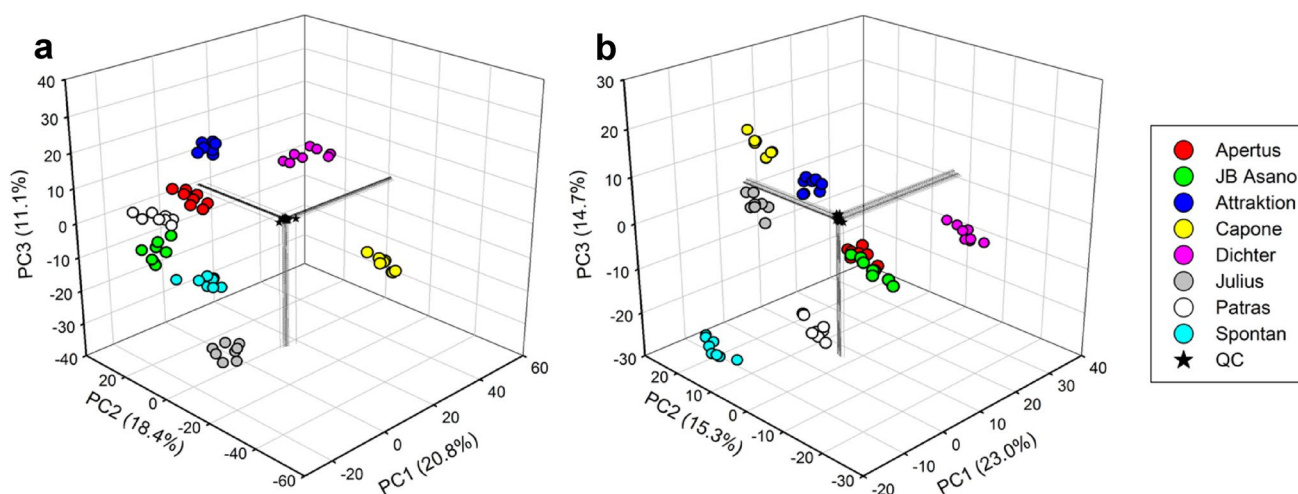 a
40
30
20
10
0
-10
-20
-30
-40
PC3 (11.1%)
20
0
-20
-40
-60
PC2 (18.4%)
-20
0
20
40
60
PC1 (20.8%)
b
30
20
10
0
-10
-20
-30
PC3 (14.7%)
20
10
0
-10
-20
-30
PC2 (15.3%)
-20
-10
0
10
20
30
40
PC1 (23.0%)
Apertus
JB Asano
Attraktion
Capone
Dichter
Julius
Patras
Spontan
QC